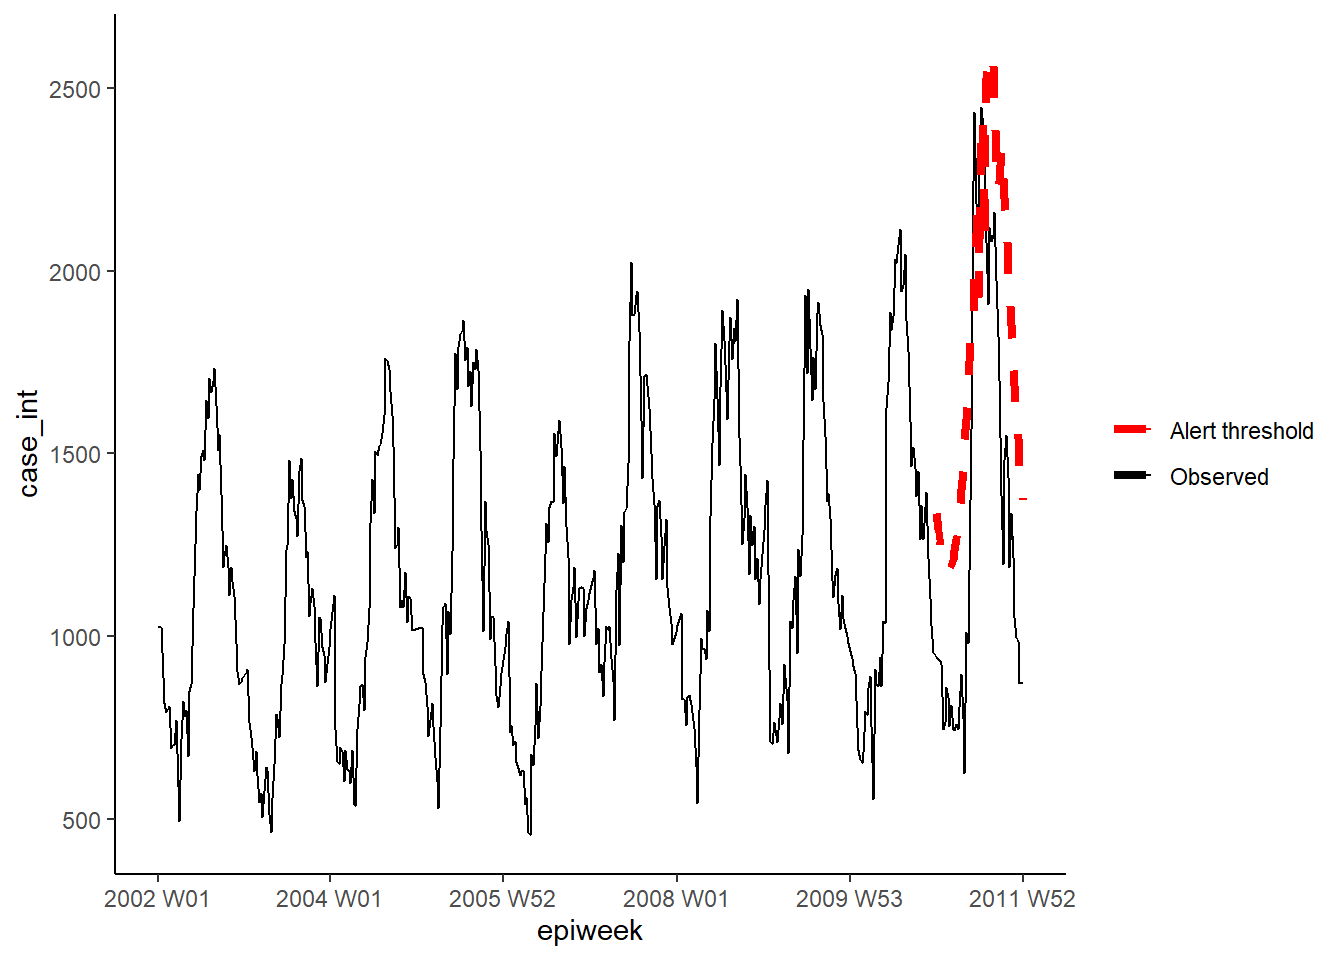 2500
2000
1500
1000
500
case_int
2002 W01
2004 W01
2005 W52
2008 W01
2009 W53
2011 W52
epiweek
Alert threshold
Observed